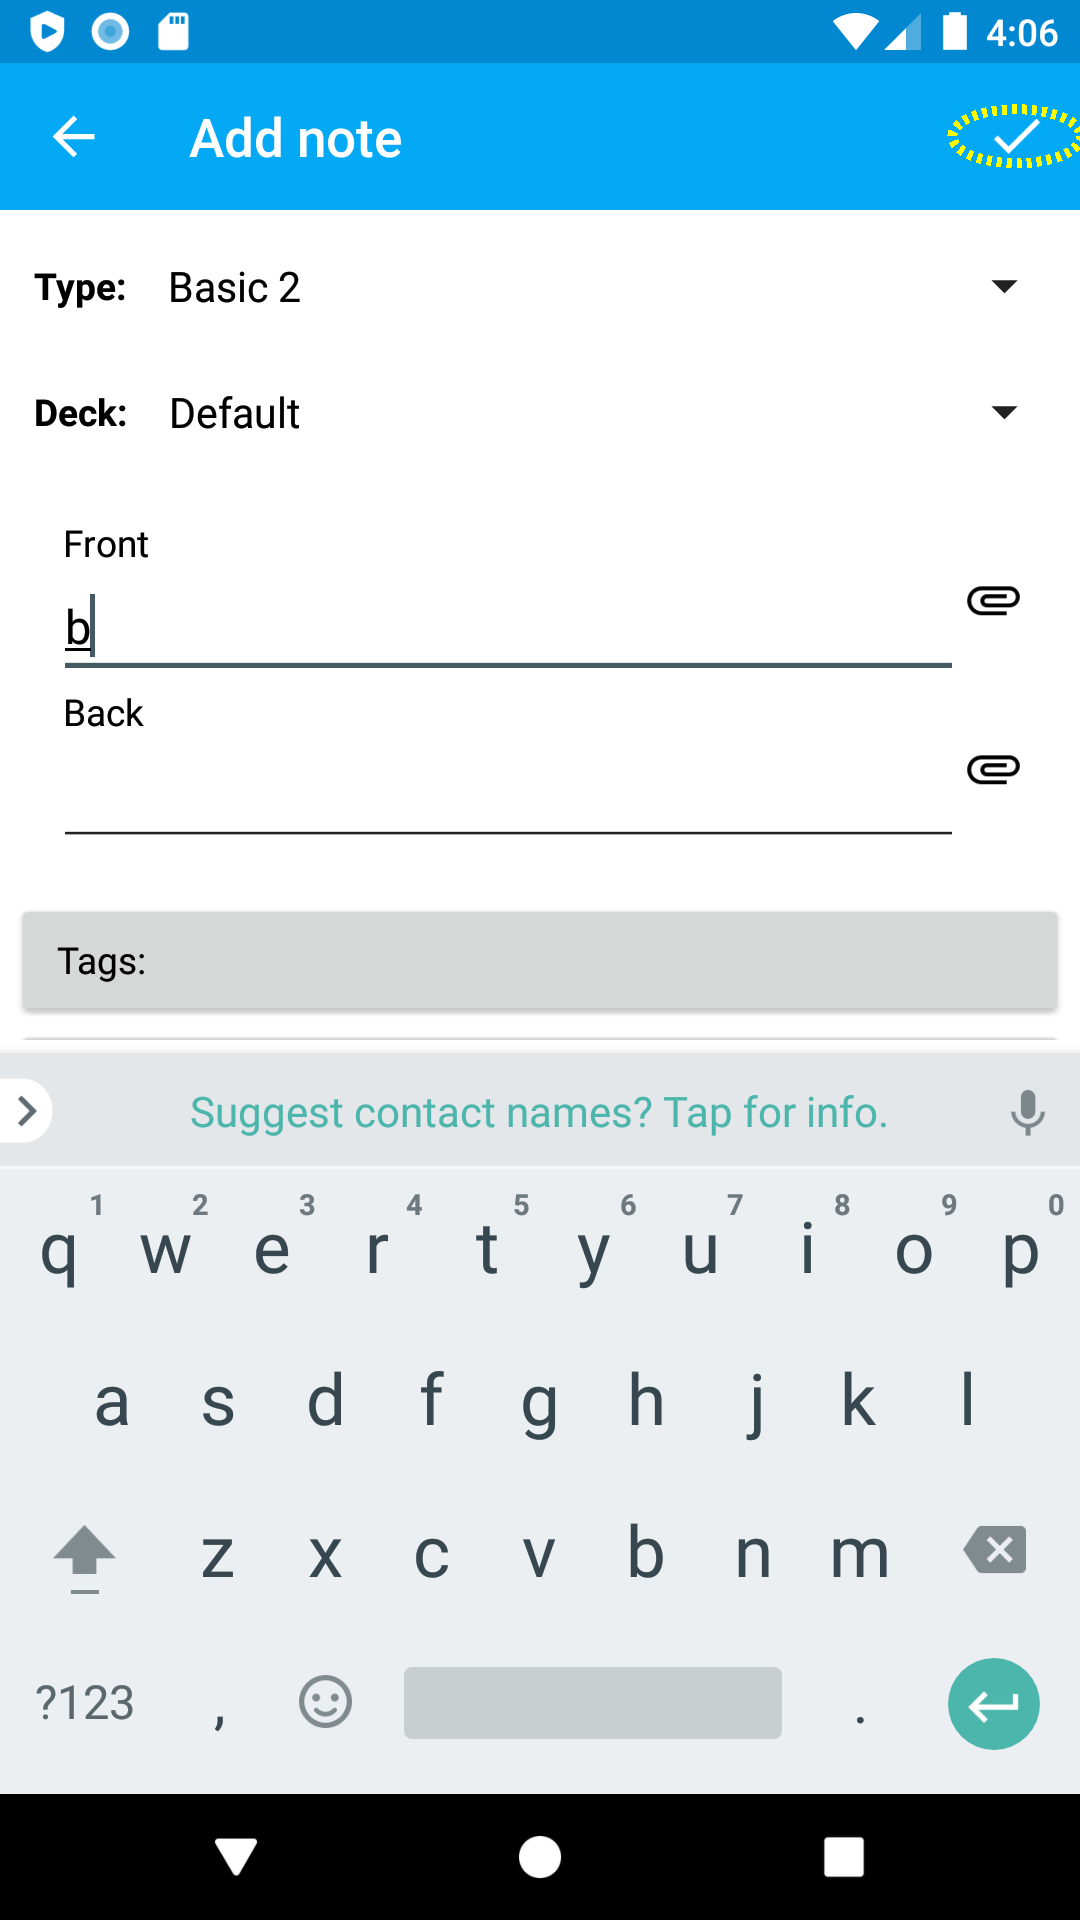 4:06
Add note
Type: Basic 2
Deck: Default
Front
b
Back
Tags:
Suggest contact names? Tap for info.
1 2 3 4 5 6 7 8 9 0
q w e r t y u i o p
a s d f g h j k l
z x c v b n m
?123 , .